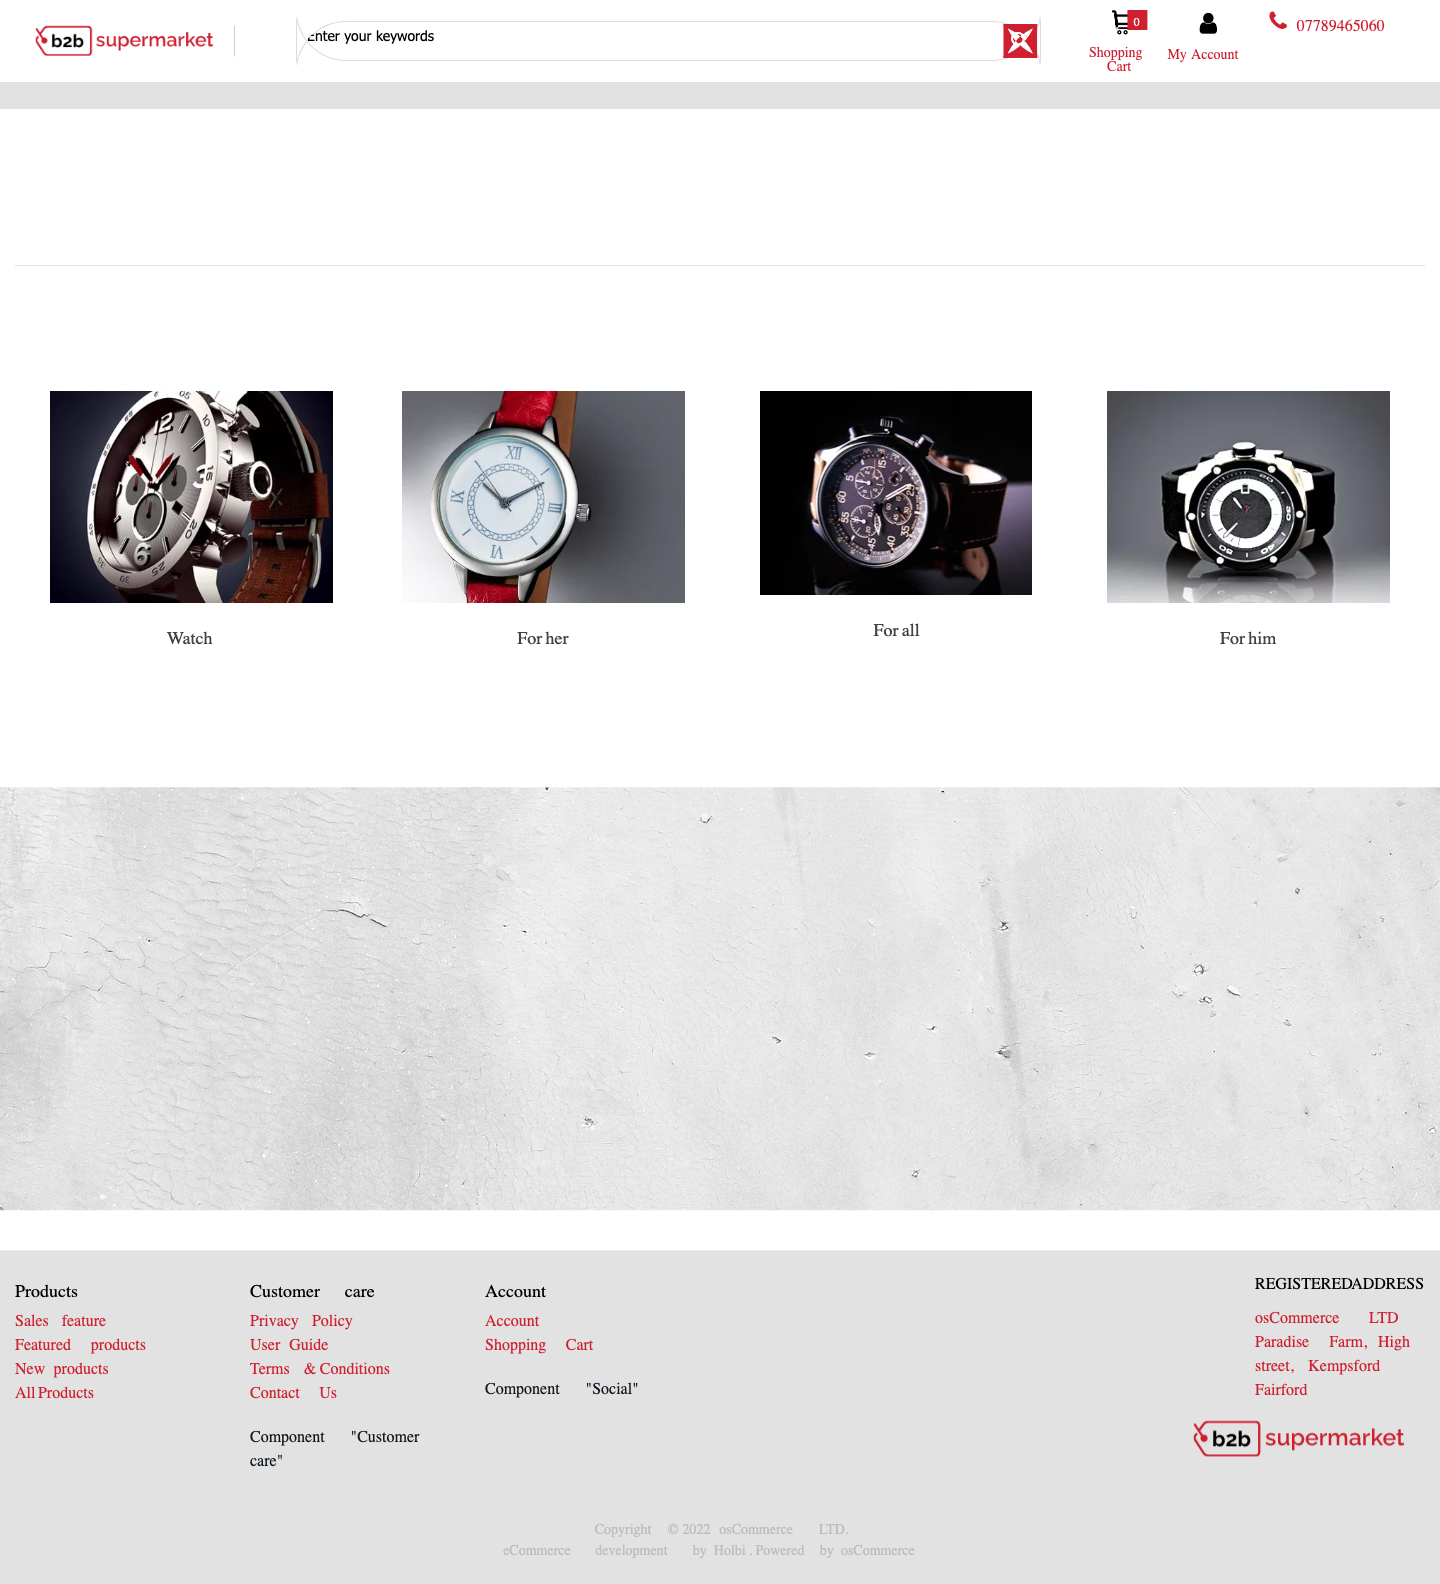 b2b supermarket
Enter your keywords
0
Shopping
Cart
My Account
07789465060
Watch
For her
For all
For him
Products
Sales feature
Featured products
New products
All Products
Customer care
Privacy Policy
User Guide
Terms & Conditions
Contact Us
Component "Customer
care"
Account
Account
Shopping Cart
Component "Social"
REGISTEREDADDRESS
osCommerce LTD
Paradise Farm, High
street, Kempsford
Fairford
b2b supermarket
Copyright © 2022 osCommerce LTD.
eCommerce development by Holbi . Powered by osCommerce